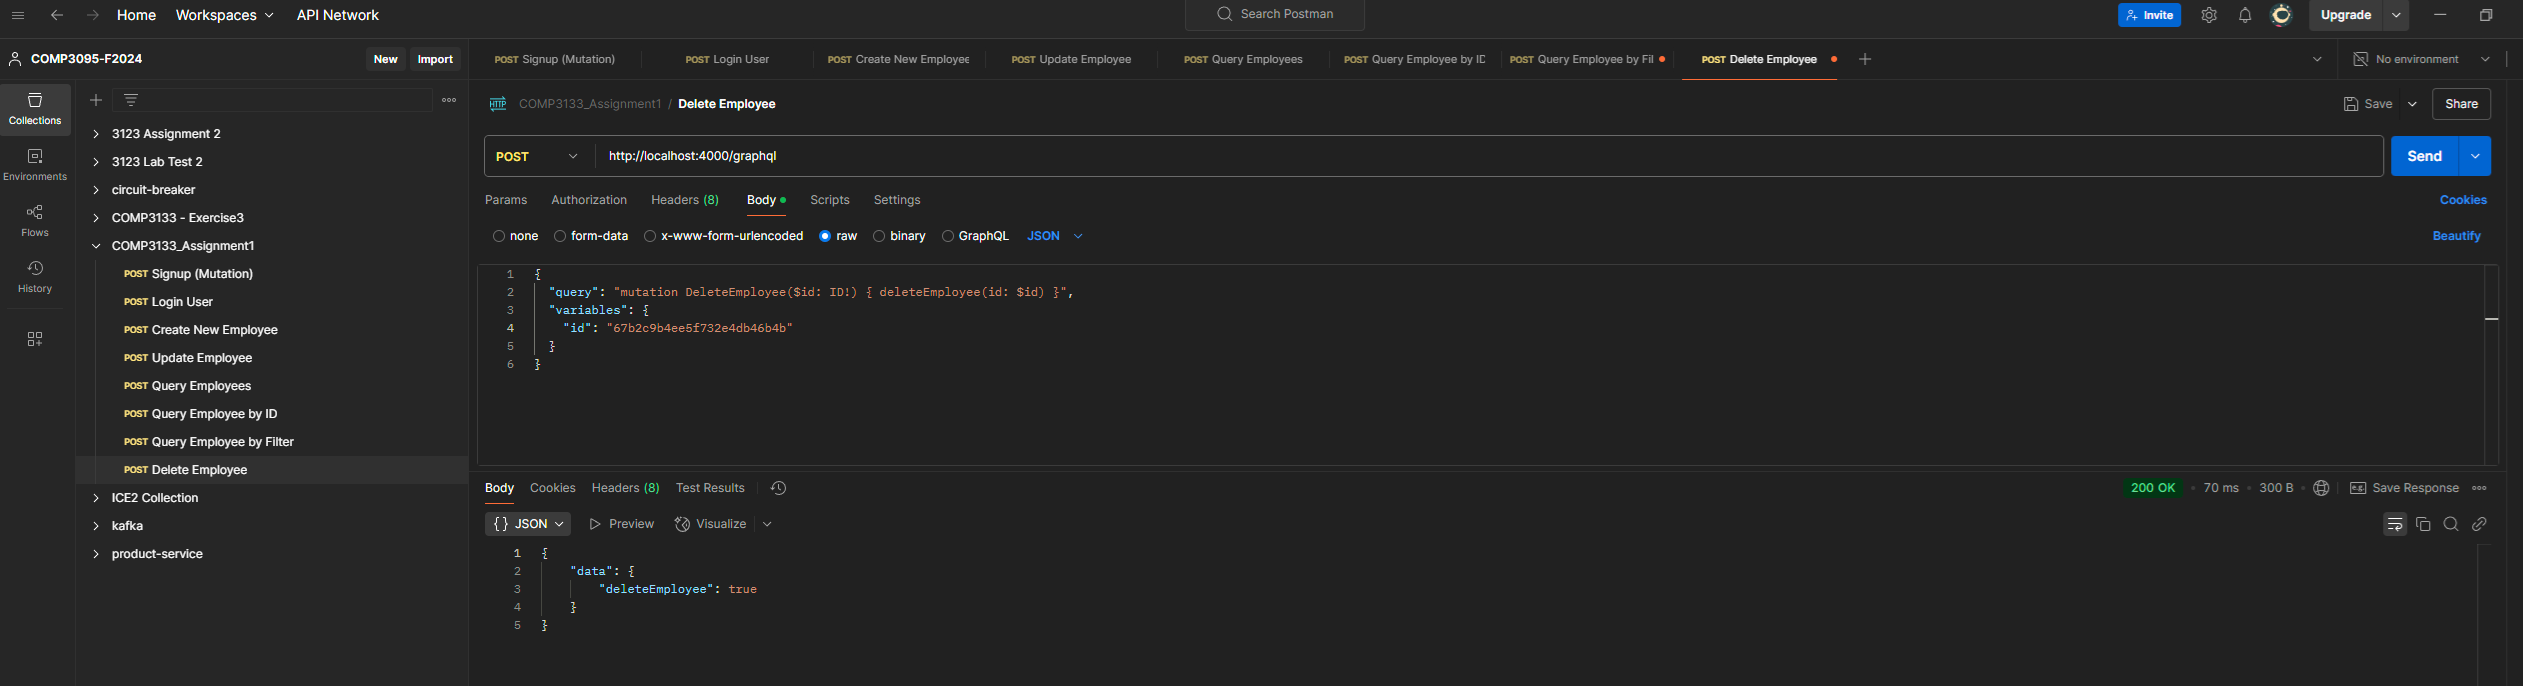 Home Workspaces API Network Search Postman Invite Upgrade
COMP3095-F2024 New Import
POST Signup (Mutation) POST Login User POST Create New Employee POST Update Employee POST Query Employees POST Query Employee by ID POST Query Employee by Fil POST Delete Employee No environment
Collections
Environments
Flows
History
3123 Assignment 2
3123 Lab Test 2
circuit-breaker
COMP3133 - Exercise3
COMP3133_Assignment1
POST Signup (Mutation)
POST Login User
POST Create New Employee
POST Update Employee
POST Query Employees
POST Query Employee by ID
POST Query Employee by Filter
POST Delete Employee
ICE2 Collection
kafka
product-service
HTTP COMP3133_Assignment1 / Delete Employee Save Share
POST http://localhost:4000/graphql Send
Params Authorization Headers (8) Body Scripts Settings Cookies
none form-data x-www-form-urlencoded raw binary GraphQL JSON Beautify
1 {
2 "query": "mutation DeleteEmployee($id: ID!) { deleteEmployee(id: $id) }",
3 "variables": {
4 "id": "67b2c9b4ee5f732e4db46b4b"
5 }
6 }
Body Cookies Headers (8) Test Results 200 OK 70 ms 300 B e.g. Save Response
{} JSON Preview Visualize
1 {
2 "data": {
3 "deleteEmployee": true
4 }
5 }